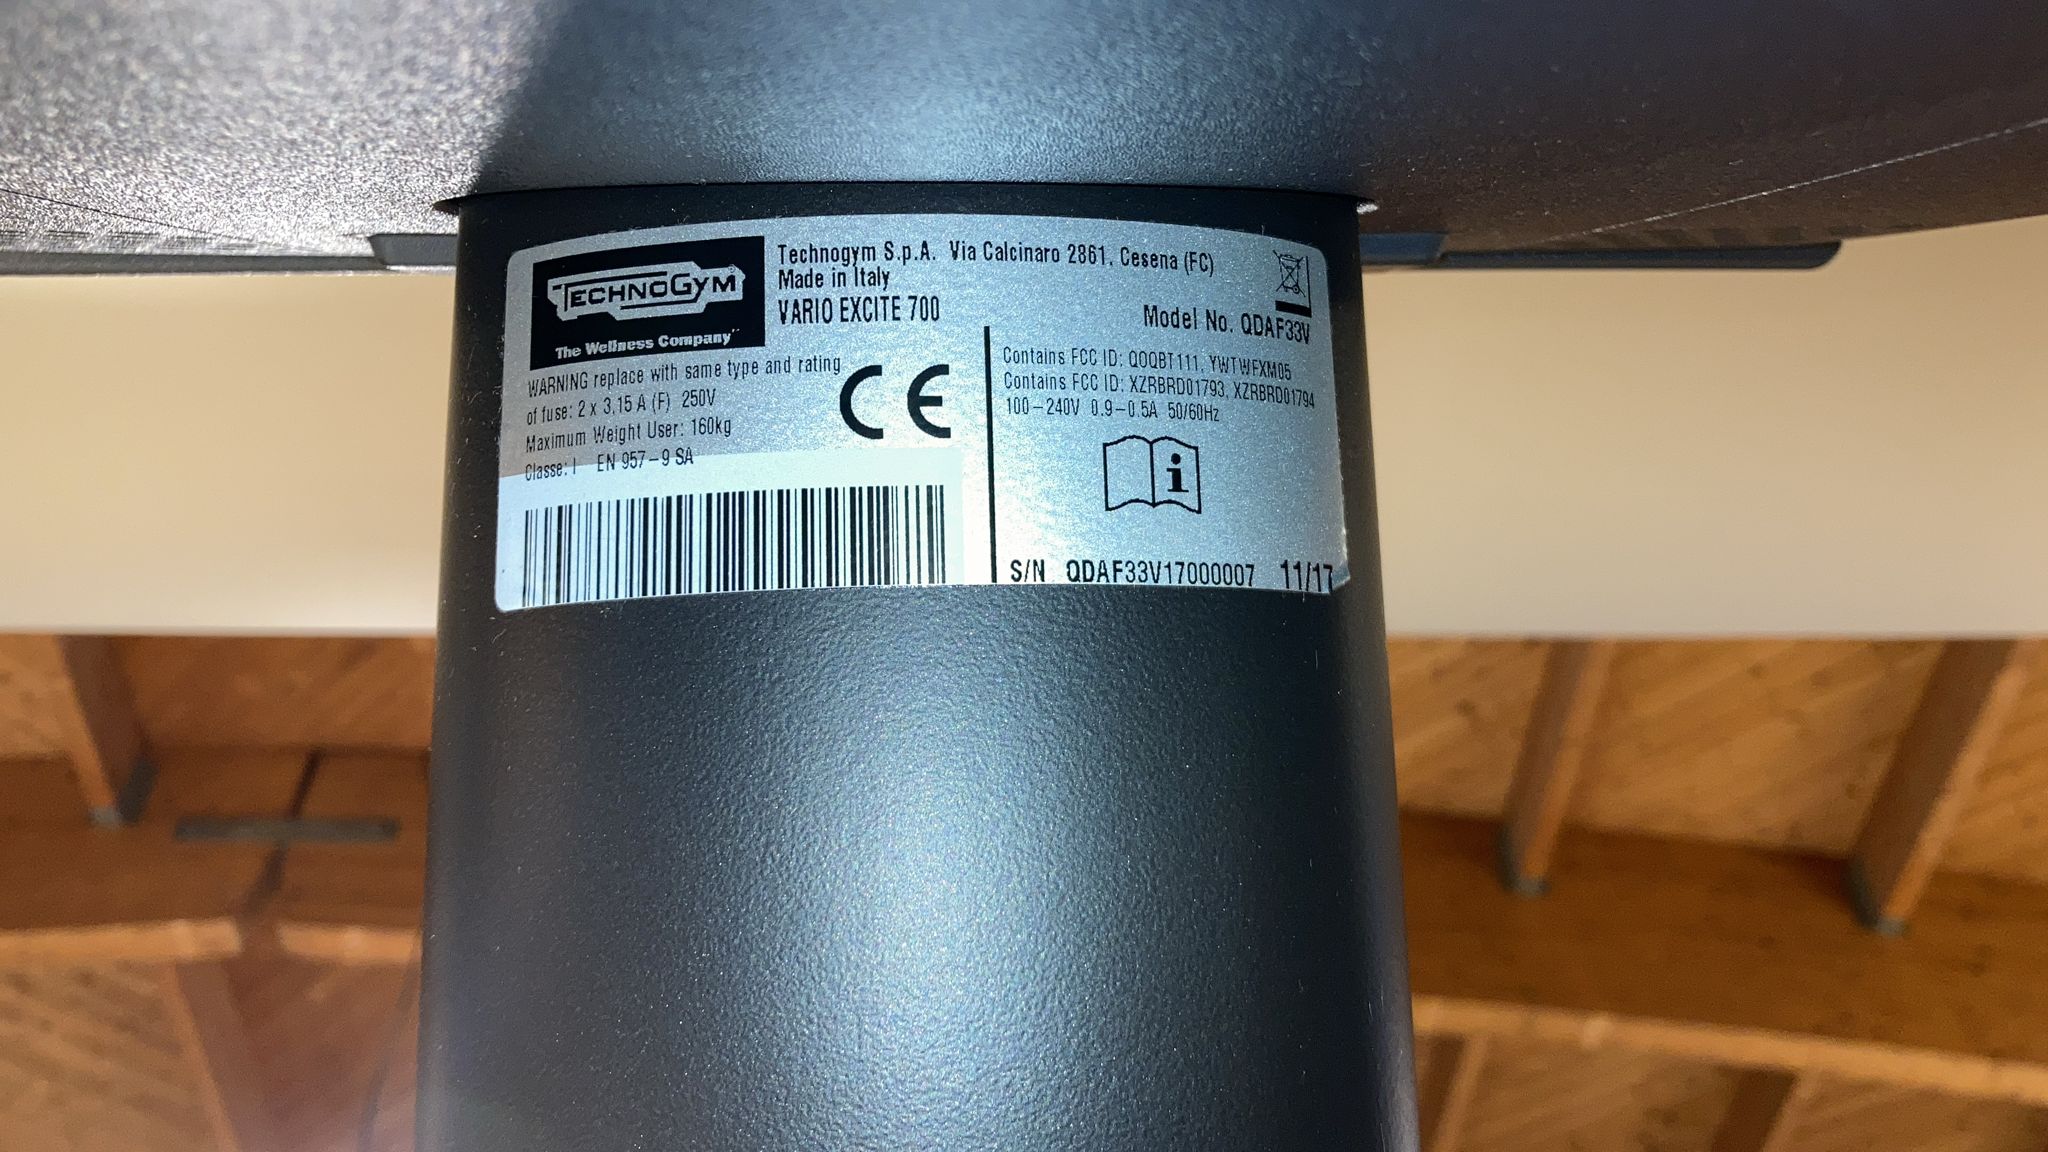 TECHNOGYM
The Wellness Company
Technogym S.p.A. Via Calcinaro 2861, Cesena (FC)
Made in Italy
VARIO EXCITE 700
Model No. QDAF33V
WARNING replace with same type and rating
of fuse: 2 x 3,15 A (F) 250V
Maximum Weight User: 160kg
Classe: I EN 957-9 SA
CE
Contains FCC ID: QOQBT111, YWTWFXM05
Contains FCC ID: XZRBRD01793, XZRBRD01794
100-240V 0.9-0.5A 50/60Hz
i
S/N QDAF33V17000007 11/17